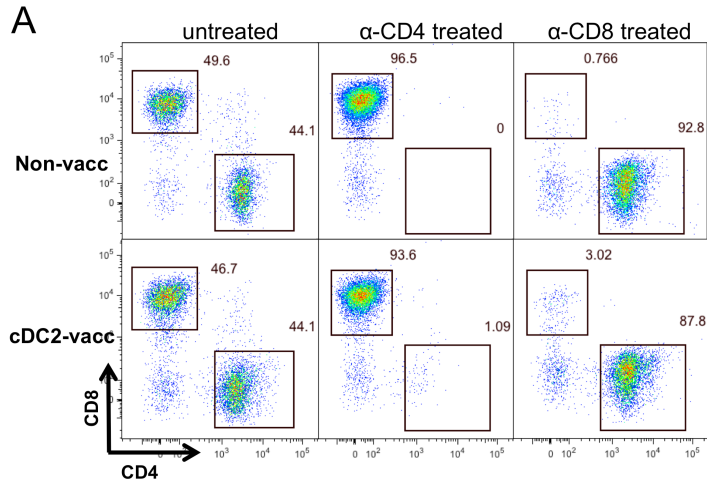 A
untreated α-CD4 treated α-CD8 treated
49.6 96.5 0.766
10⁵
10⁴
44.1 0 92.8
10³
Non-vacc
10²
0
46.7 93.6 3.02
10⁵
10⁴
44.1 1.09 87.8
cDC2-vacc
10³
CD8
0
0 10² 10³ 10⁴ 10⁵ 0 10² 10³ 10⁴ 10⁵
10³ 10⁴ 10⁵
CD4